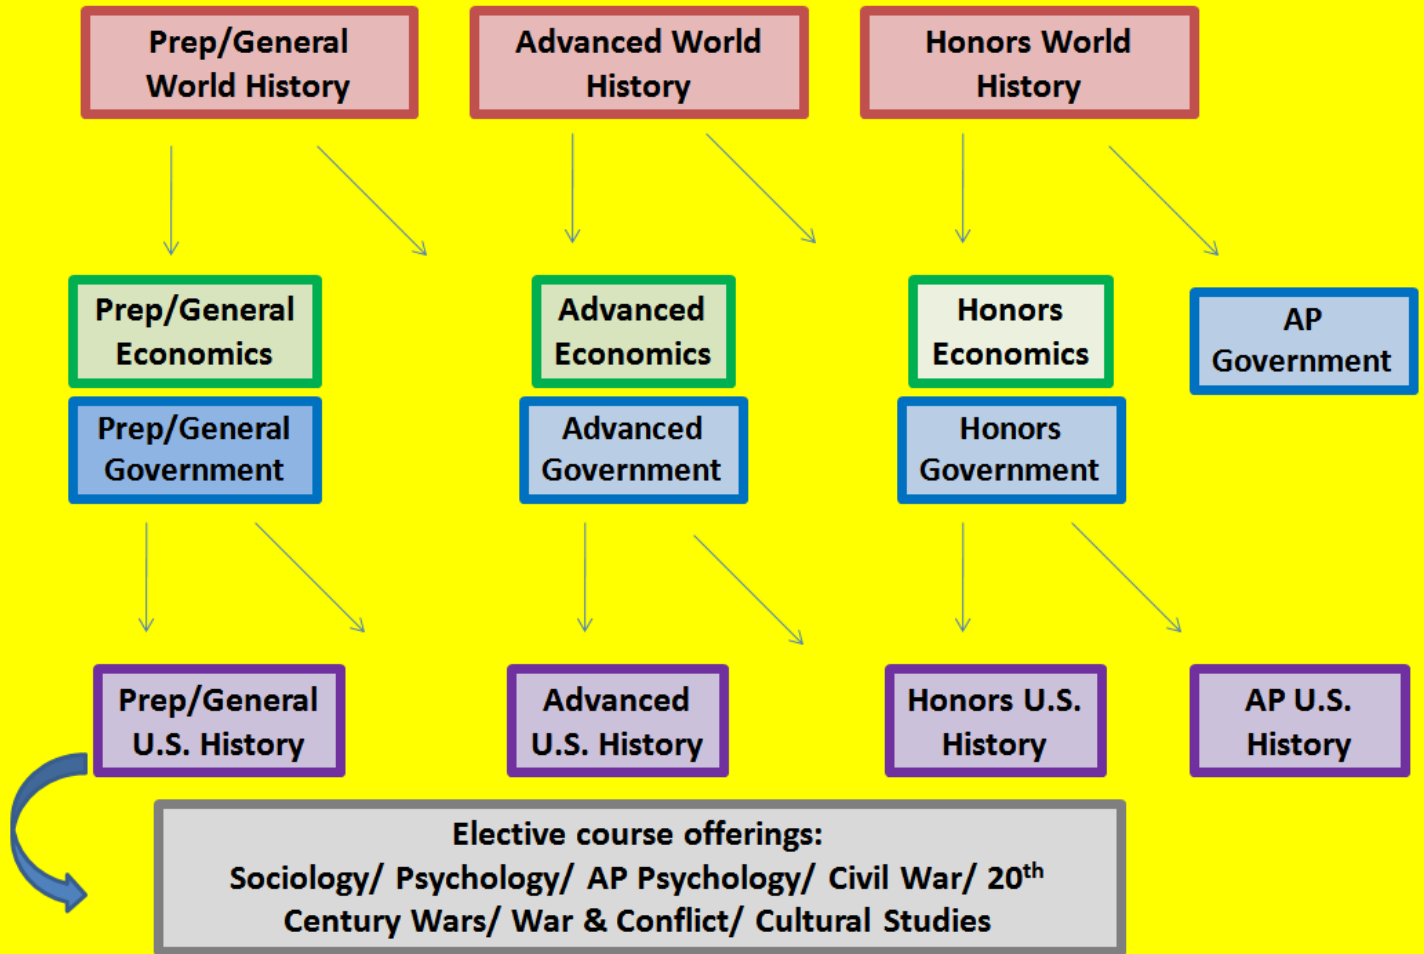 Prep/General
World History
Advanced World
History
Honors World
History
Prep/General
Economics
Advanced
Economics
Honors
Economics
AP
Government
Prep/General
Government
Advanced
Government
Honors
Government
Prep/General
U.S. History
Advanced
U.S. History
Honors U.S.
History
AP U.S.
History
Elective course offerings:
Sociology/ Psychology/ AP Psychology/ Civil War/ 20th
Century Wars/ War & Conflict/ Cultural Studies